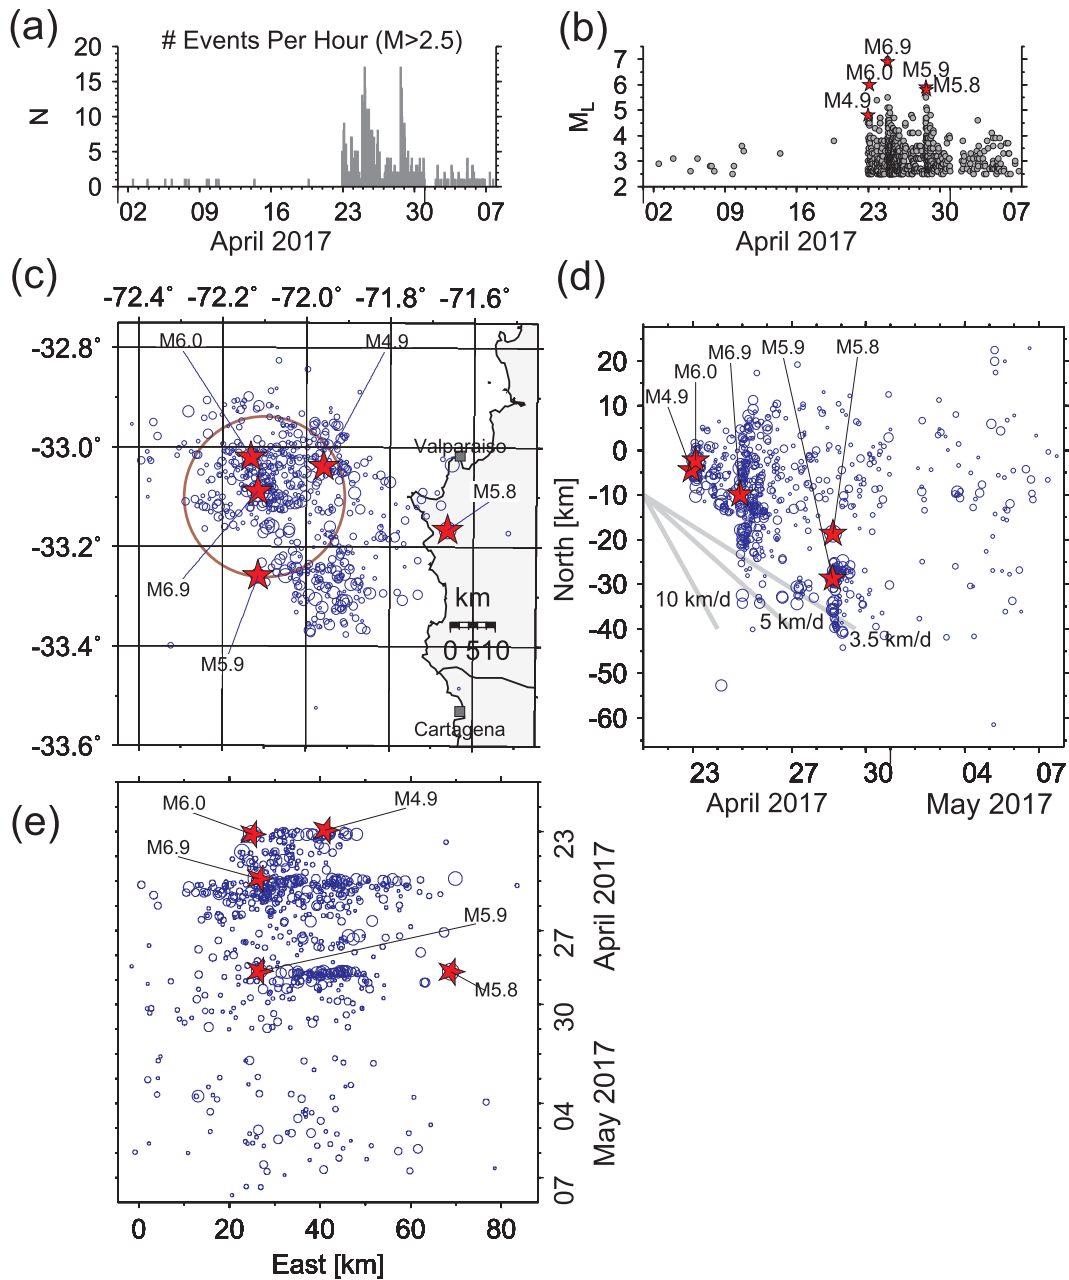 (a)
# Events Per Hour (M>2.5)
20
15
10
5
0
N
02 09 16 23 30 07
April 2017
(b)
7
6
5
4
3
2
M_L
M6.9
M6.0
M5.9
M5.8
M4.9
02 09 16 23 30 07
April 2017
(c)
-72.4° -72.2° -72.0° -71.8° -71.6°
-32.8°
-33.0°
-33.2°
-33.4°
-33.6°
M6.0
M4.9
Valparaiso
M5.8
M6.9
M5.9
km
0 510
Cartagena
(d)
20
10
0
-10
-20
-30
-40
-50
-60
North [km]
M6.9
M5.9
M5.8
M6.0
M4.9
10 km/d
5 km/d
3.5 km/d
23 27 30 04 07
April 2017 May 2017
(e)
M6.0
M4.9
M6.9
M5.9
M5.8
23
27
30
04
07
April 2017
May 2017
0 20 40 60 80
East [km]